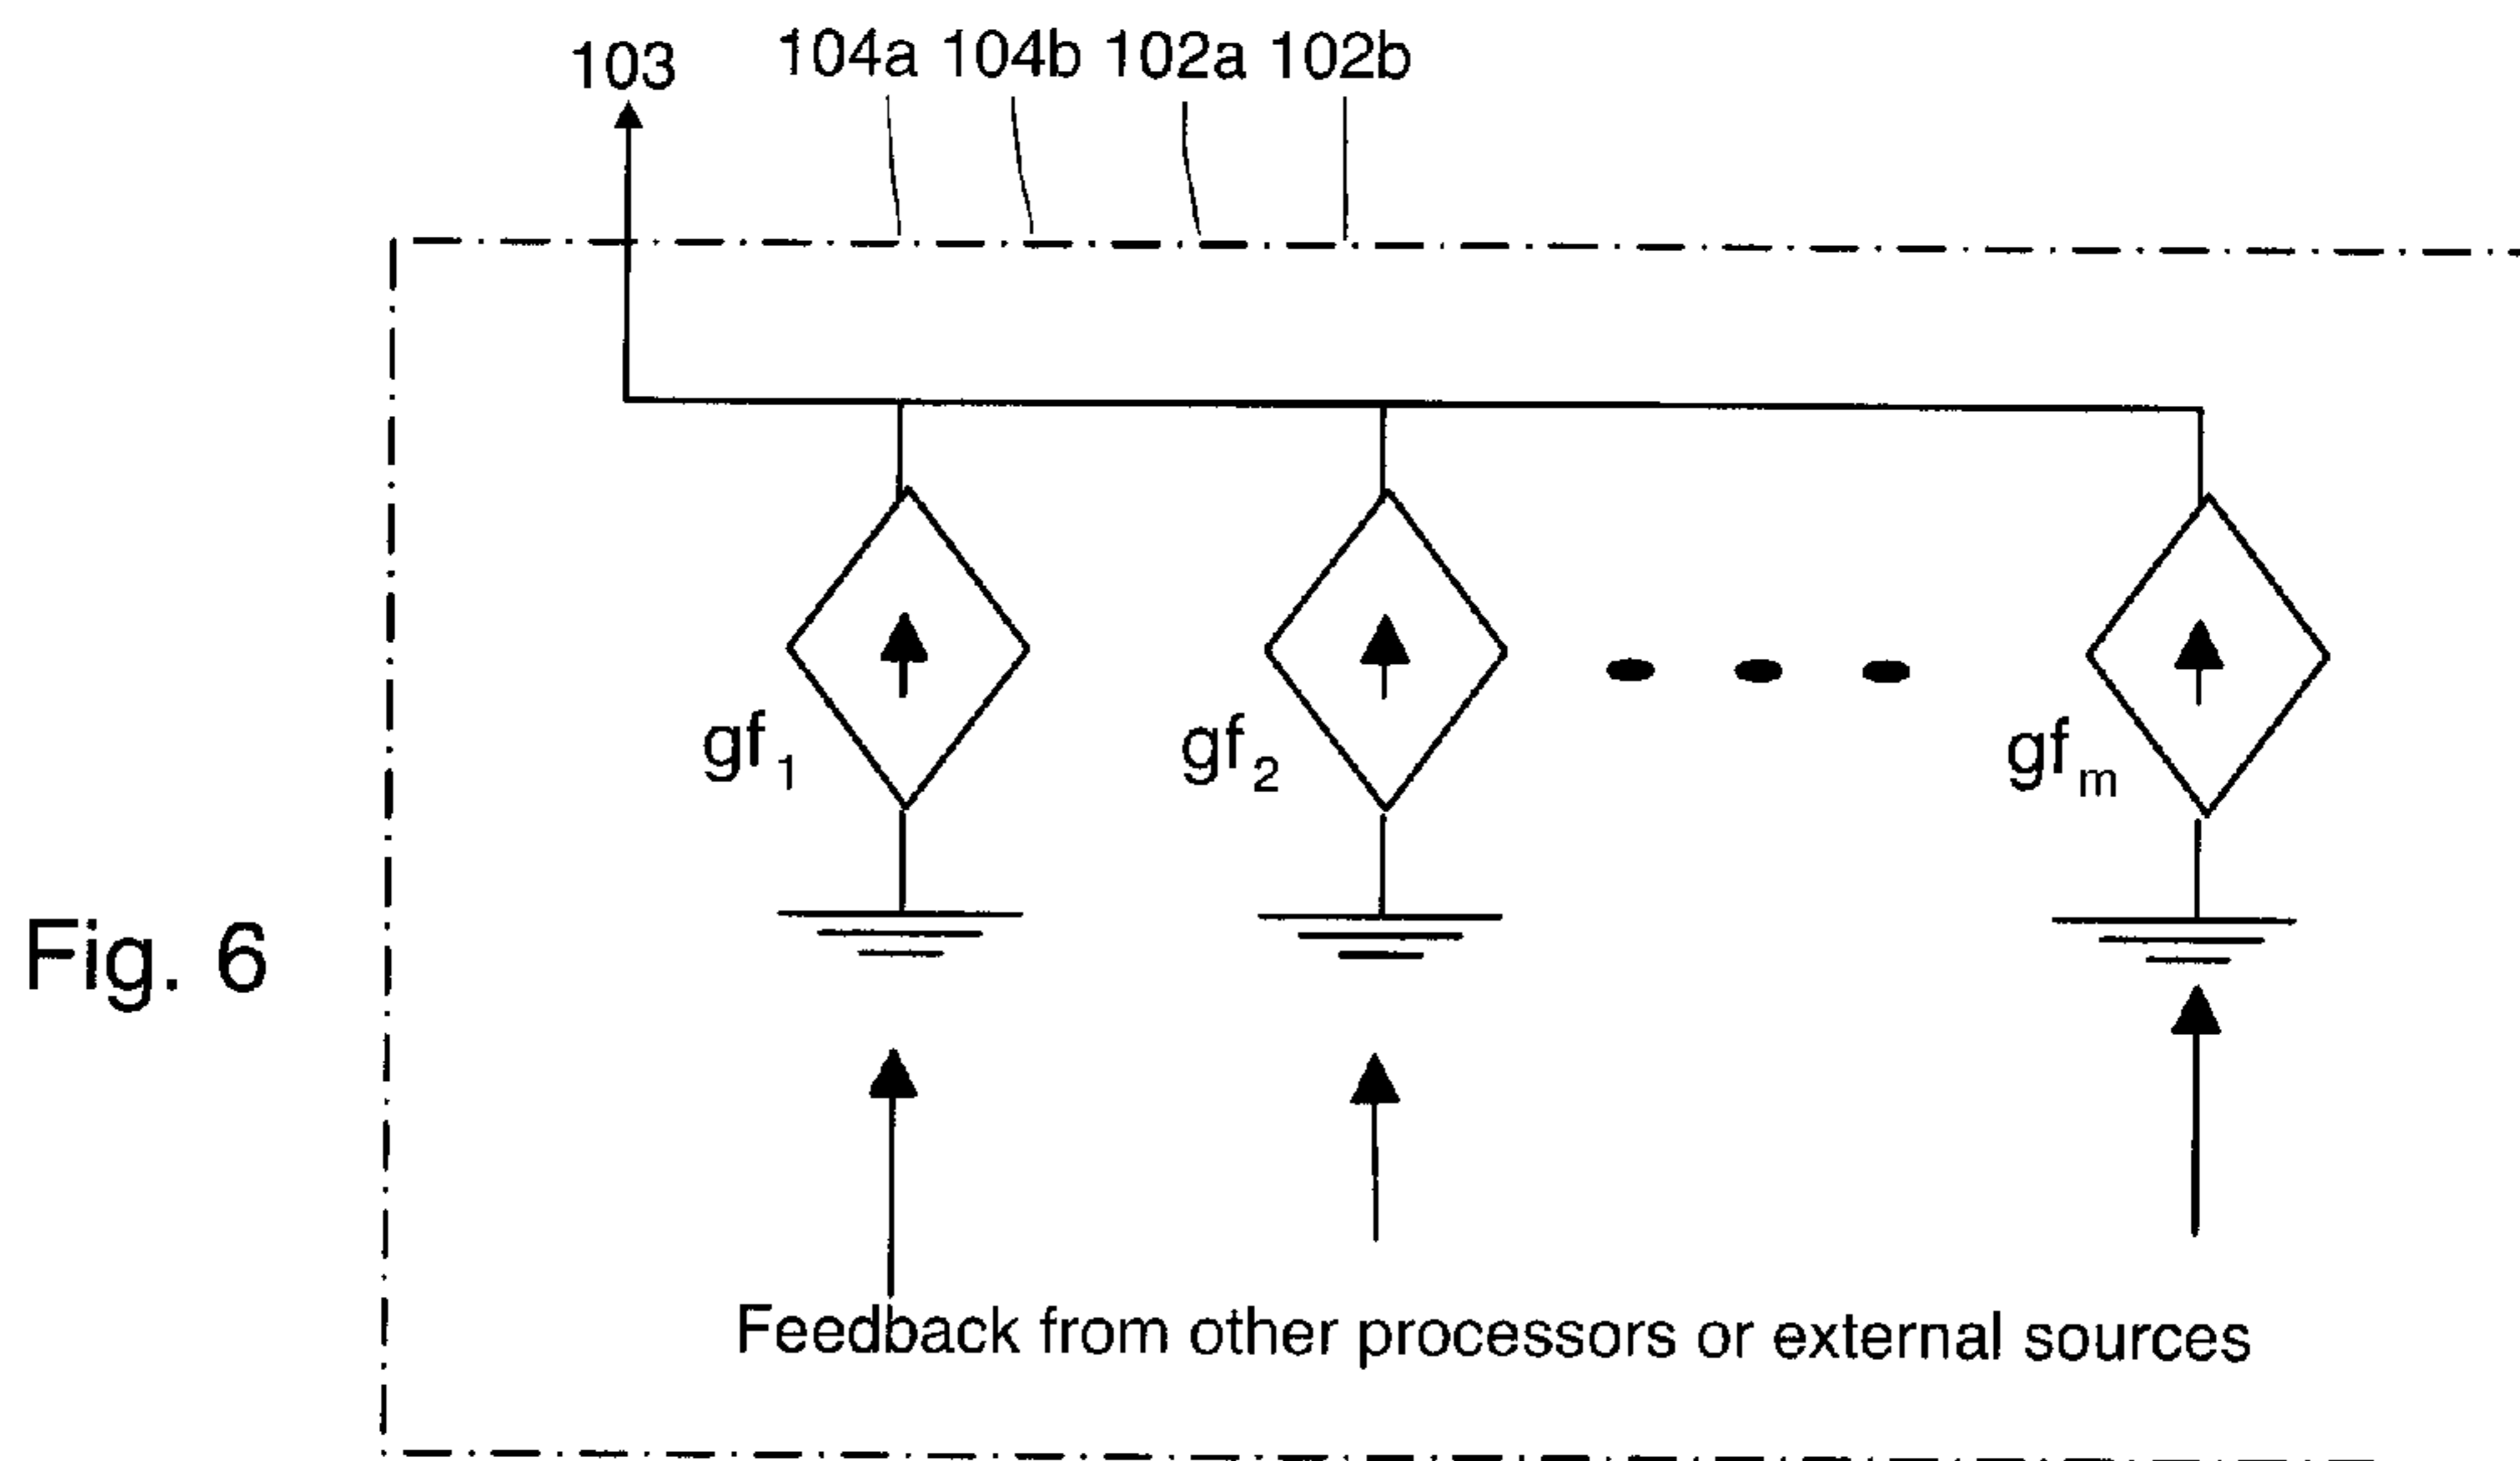 103 104a 104b 102a 102b
gf1 gf2 gfm
Fig. 6
Feedback from other processors or external sources